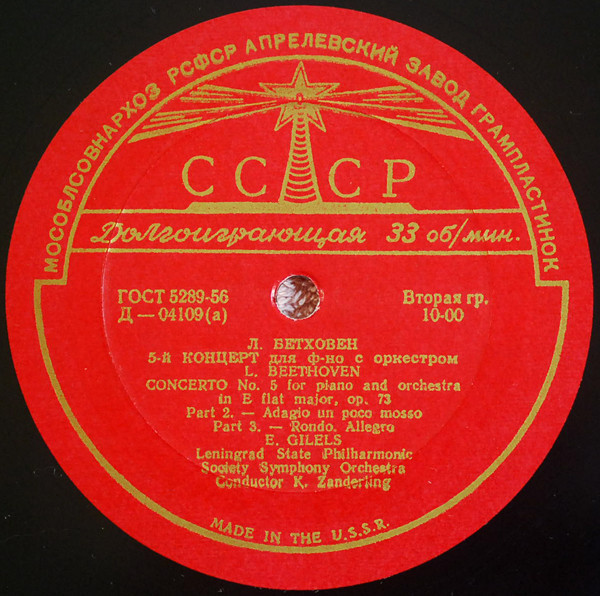 МОСОБЛСОВНАРХОЗ РСФСР АПРЕЛЕВСКИЙ ЗАВОД ГРАМПЛАСТИНОК
СССР
Долгоиграющая 33 об/мин.
ГОСТ 5289-56 Вторая гр.
Д — 04109 (а) 10-00
Л. БЕТХОВЕН
5-й КОНЦЕРТ для ф-но с оркестром
L. BEETHOVEN
CONCERTO No. 5 for piano and orchestra
in E flat major, op. 73
Part 2. — Adagio un poco mosso
Part 3. — Rondo. Allegro
E. GILELS
Leningrad State Philharmonic
Society Symphony Orchestra
Conductor K. Zanderling
MADE IN THE U.S.S.R.